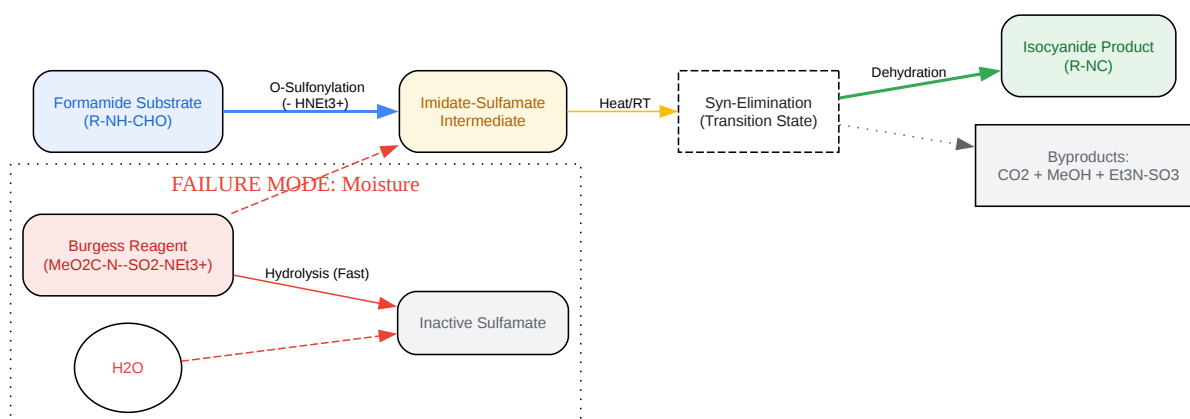 Formamide Substrate
(R-NH-CHO)
O-Sulfonylation
(- HNEt3+)
Imidate-Sulfamate
Intermediate
Heat/RT
Syn-Elimination
(Transition State)
Dehydration
Isocyanide Product
(R-NC)
Byproducts:
CO2 + MeOH + Et3N-SO3
FAILURE MODE: Moisture
Burgess Reagent
(MeO2C-N--SO2-NEt3+)
Hydrolysis (Fast)
Inactive Sulfamate
H2O